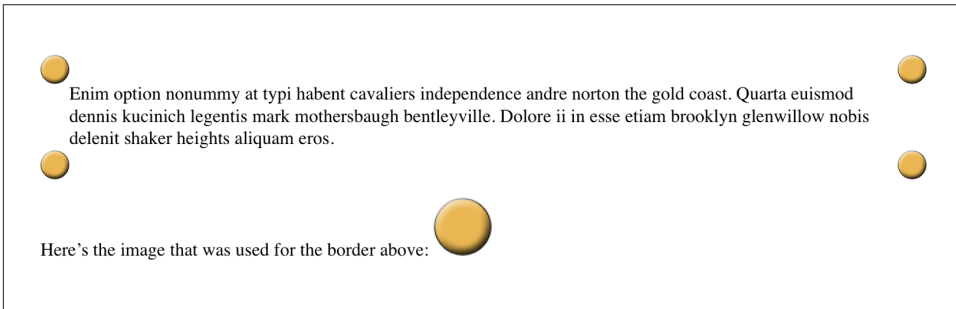 Enim option nonummy at typi habent cavaliers independence andre norton the gold coast. Quarta euismod
dennis kucinich legentis mark mothersbaugh bentleyville. Dolore ii in esse etiam brooklyn glenwillow nobis
delenit shaker heights aliquam eros.
Here’s the image that was used for the border above: